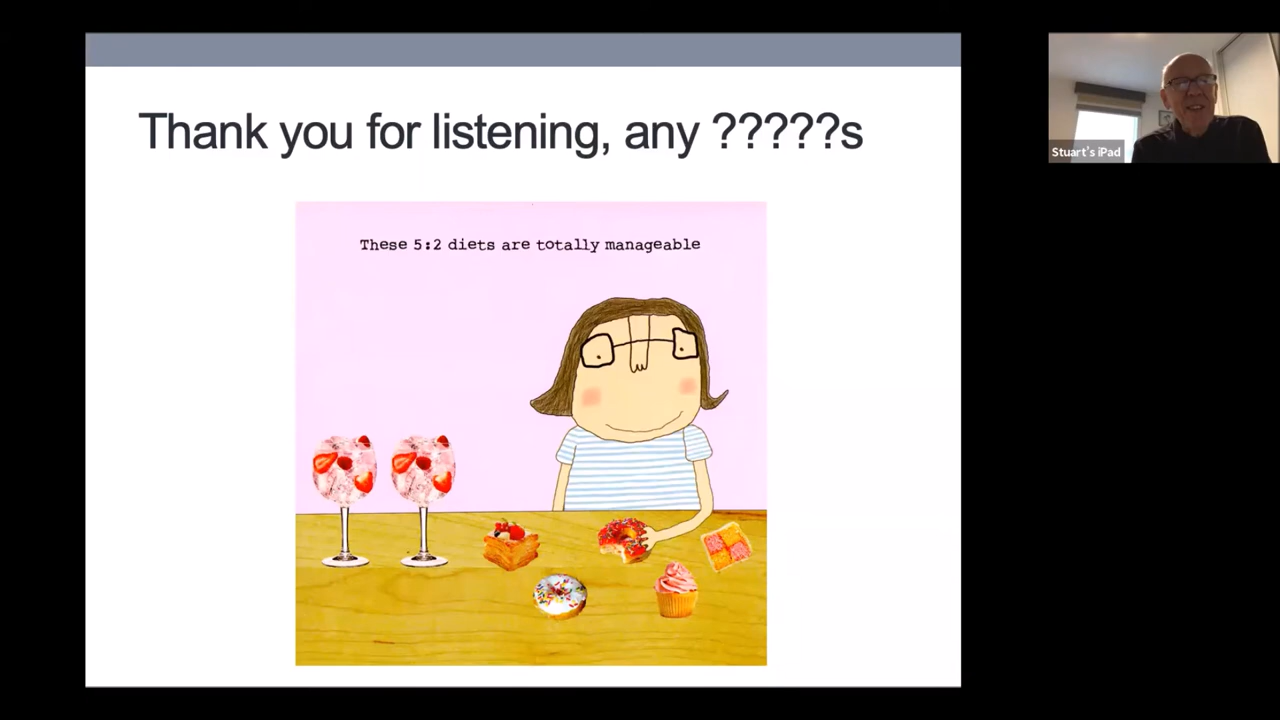 Thank you for listening, any ?????s
These 5:2 diets are totally manageable
Stuart's iPad